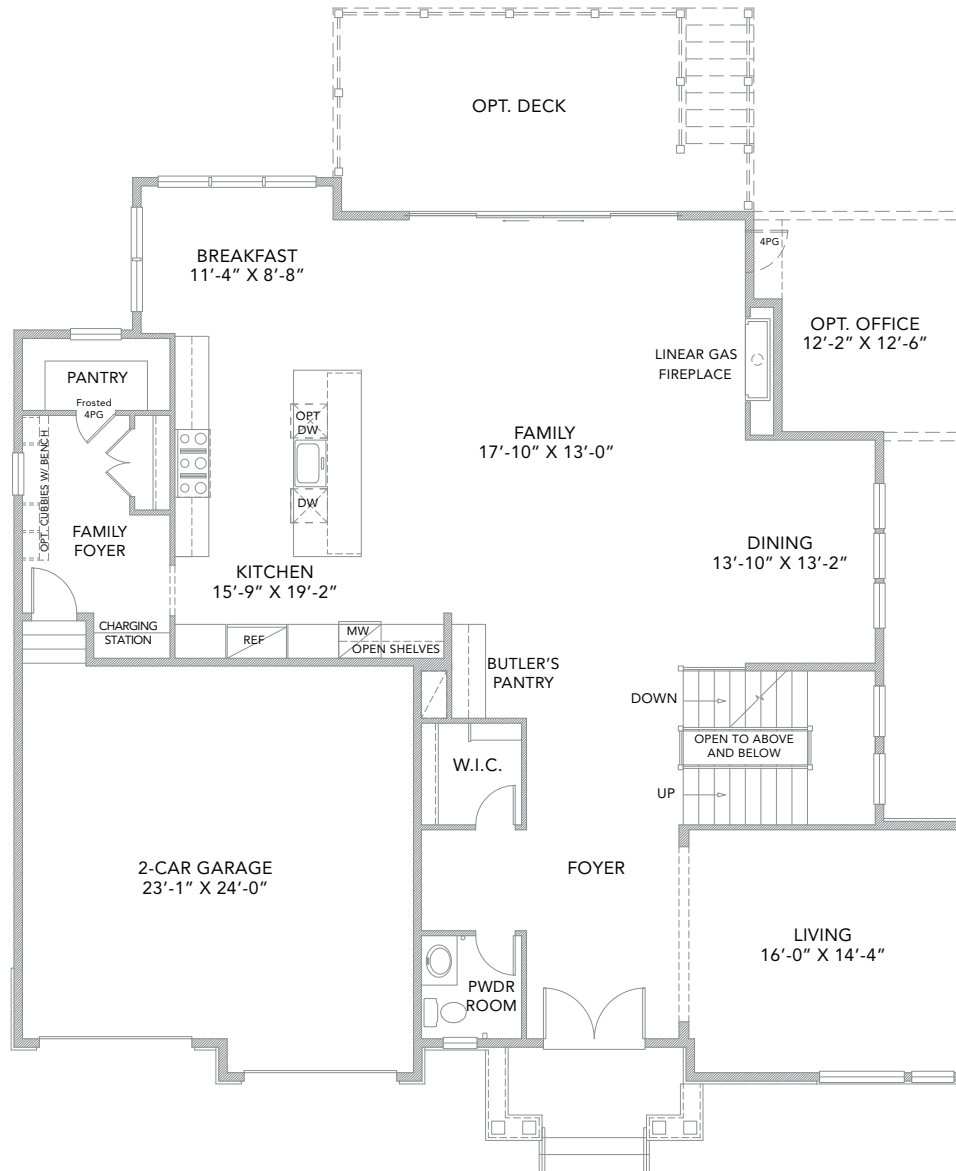 OPT. DECK
BREAKFAST
11'-4” X 8'-8”
4PG
OPT. OFFICE
12'-2” X 12'-6”
LINEAR GAS
FIREPLACE
PANTRY
Frosted
4PG
OPT
DW
DW
FAMILY
17'-10” X 13'-0”
OPT. CUBBIES W/ BENCH
FAMILY
FOYER
KITCHEN
15'-9” X 19'-2”
DINING
13'-10” X 13'-2”
CHARGING
STATION
REF
MW
OPEN SHELVES
BUTLER'S
PANTRY
DOWN
OPEN TO ABOVE
AND BELOW
UP
W.I.C.
2-CAR GARAGE
23'-1” X 24'-0”
FOYER
LIVING
16'-0” X 14'-4”
PWDR
ROOM